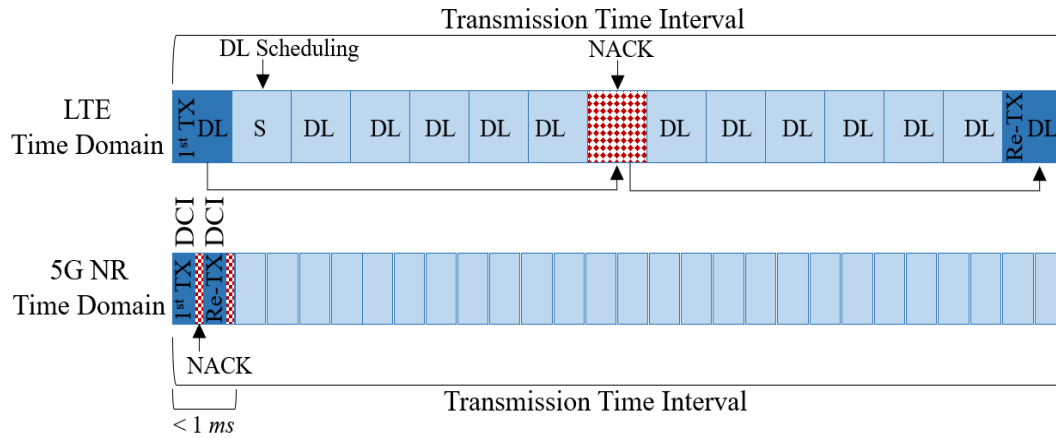 Transmission Time Interval
DL Scheduling
NACK
LTE
Time Domain
1st TX
DL
S
DL
DL
DL
DL
DL
DL
DL
DL
DL
DL
DL
Re-TX
DL
DCI
DCI
5G NR
Time Domain
1st TX
Re-TX
NACK
Transmission Time Interval
< 1 ms